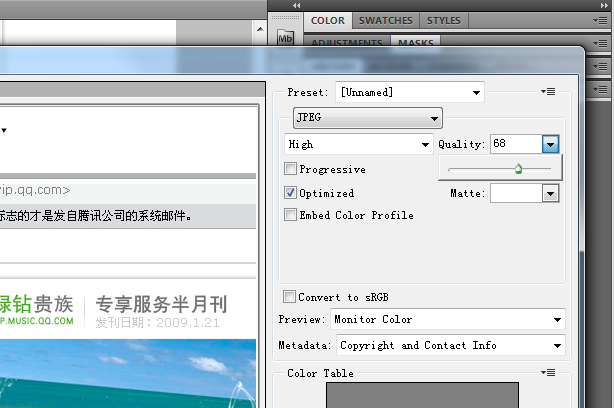 COLOR SWATCHES STYLES
Mb
ADJUSTMENTS MASKS
Preset: [Unnamed]
JPEG
High Quality: 68
Progressive
Optimized Matte:
Embed Color Profile
Convert to sRGB
Preview: Monitor Color
Metadata: Copyright and Contact Info
Color Table
ip.qq.com>
标志的才是发自腾讯公司的系统邮件。
绿钻贵族 专享服务半月刊
IP.MUSIC.QQ.COM 发刊日期：2009.1.21